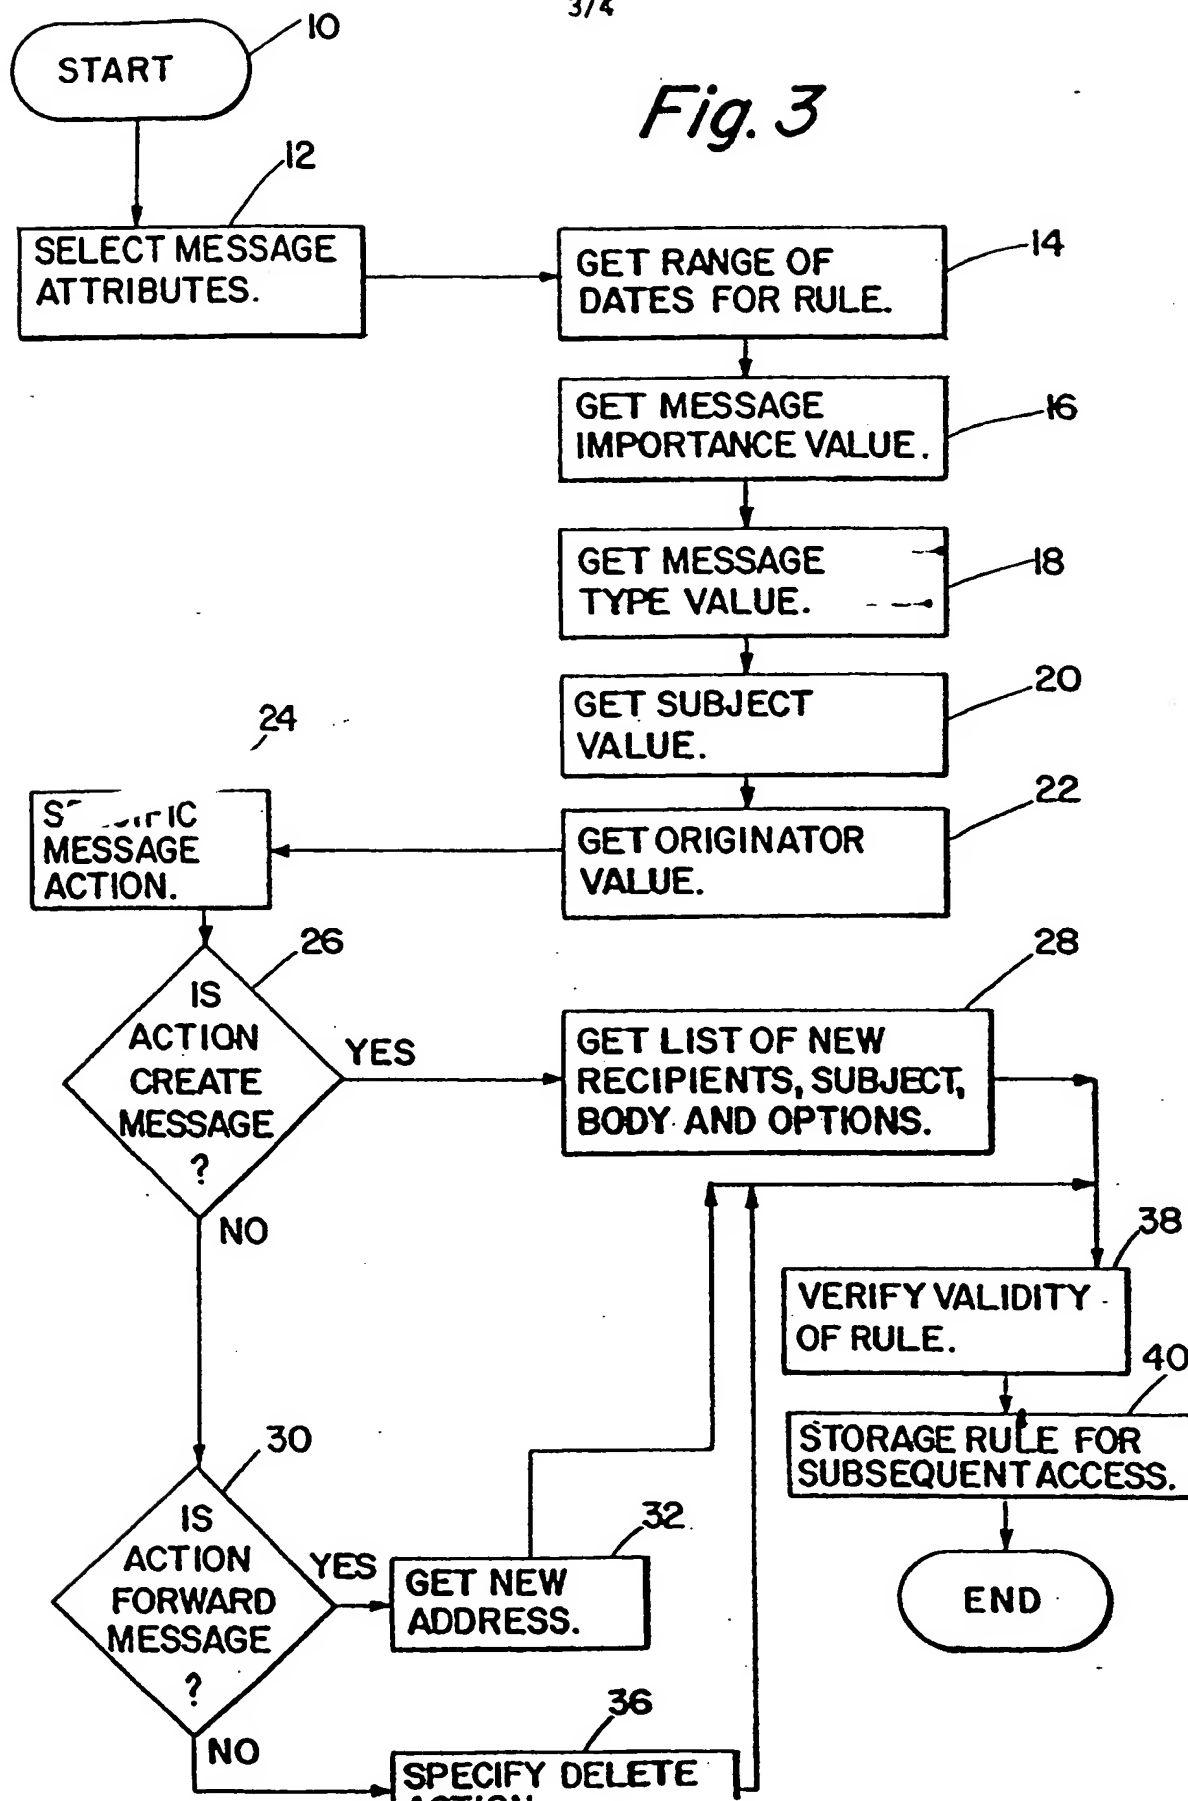 3/4
Fig. 3
10
START
12
SELECT MESSAGE
ATTRIBUTES.
14
GET RANGE OF
DATES FOR RULE.
16
GET MESSAGE
IMPORTANCE VALUE.
18
GET MESSAGE
TYPE VALUE.
20
GET SUBJECT
VALUE.
22
GET ORIGINATOR
VALUE.
24
MESSAGE
ACTION.
26
IS
ACTION
CREATE
MESSAGE
?
YES
NO
28
GET LIST OF NEW
RECIPIENTS, SUBJECT,
BODY AND OPTIONS.
30
IS
ACTION
FORWARD
MESSAGE
?
YES
NO
32
GET NEW
ADDRESS.
36
SPECIFY DELETE
38
VERIFY VALIDITY
OF RULE.
40
STORAGE RULE FOR
SUBSEQUENT ACCESS.
END